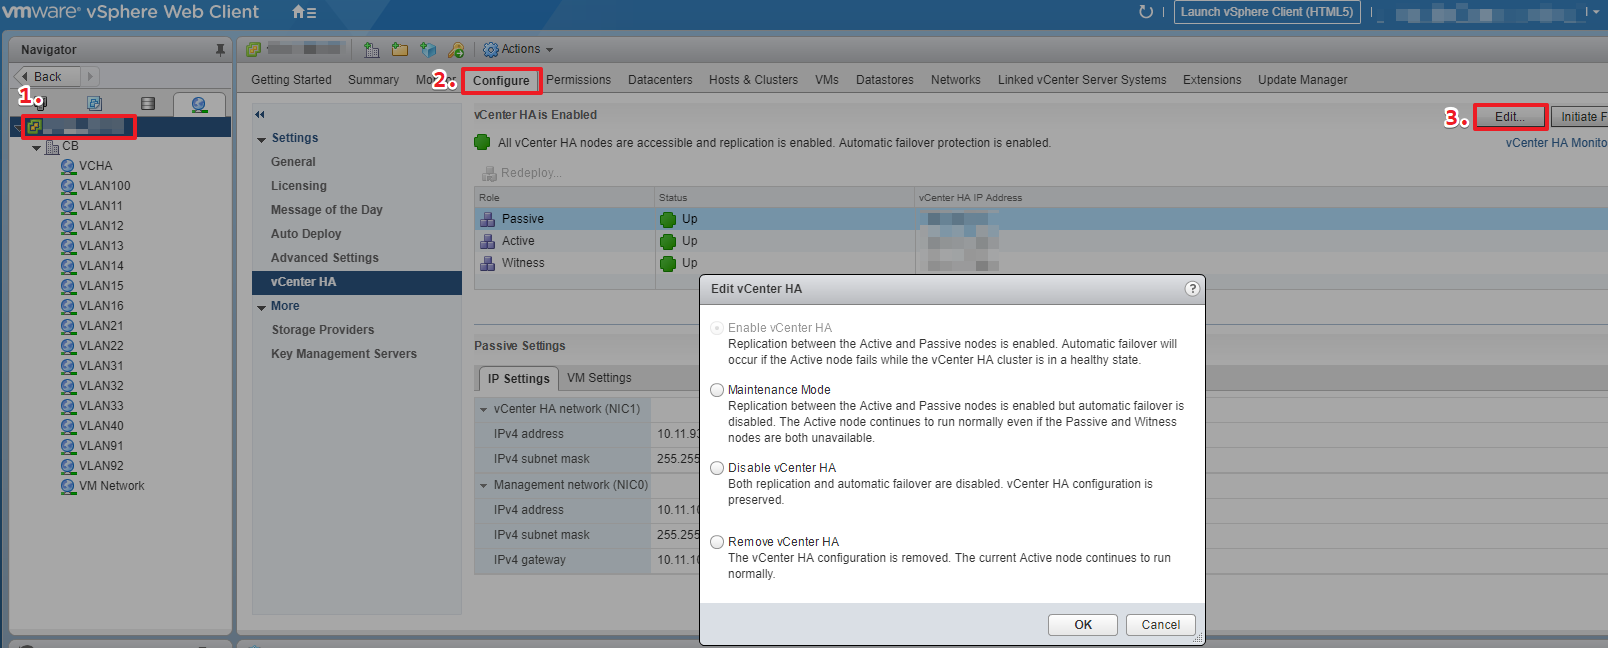 vmware® vSphere Web Client
Launch vSphere Client (HTML5)
Navigator
Back
Actions
Getting Started Summary Configure Permissions Datacenters Hosts & Clusters VMs Datastores Networks Linked vCenter Server Systems Extensions Update Manager
1.
2.
3.
CB
VCHA
VLAN100
VLAN11
VLAN12
VLAN13
VLAN14
VLAN15
VLAN16
VLAN21
VLAN22
VLAN31
VLAN32
VLAN33
VLAN40
VLAN91
VLAN92
VM Network
Settings
General
Licensing
Message of the Day
Auto Deploy
Advanced Settings
vCenter HA
More
Storage Providers
Key Management Servers
vCenter HA is Enabled
Edit...
Initiate F
All vCenter HA nodes are accessible and replication is enabled. Automatic failover protection is enabled.
vCenter HA Monito
Redeploy...
Role Status vCenter HA IP Address
Passive Up
Active Up
Witness Up
Passive Settings
IP Settings VM Settings
vCenter HA network (NIC1)
IPv4 address 10.11.93
IPv4 subnet mask 255.255
Management network (NIC0)
IPv4 address 10.11.10
IPv4 subnet mask 255.255
IPv4 gateway 10.11.10
Edit vCenter HA
?
Enable vCenter HA
Replication between the Active and Passive nodes is enabled. Automatic failover will
occur if the Active node fails while the vCenter HA cluster is in a healthy state.
Maintenance Mode
Replication between the Active and Passive nodes is enabled but automatic failover is
disabled. The Active node continues to run normally even if the Passive and Witness
nodes are both unavailable.
Disable vCenter HA
Both replication and automatic failover are disabled. vCenter HA configuration is
preserved.
Remove vCenter HA
The vCenter HA configuration is removed. The current Active node continues to run
normally.
OK
Cancel